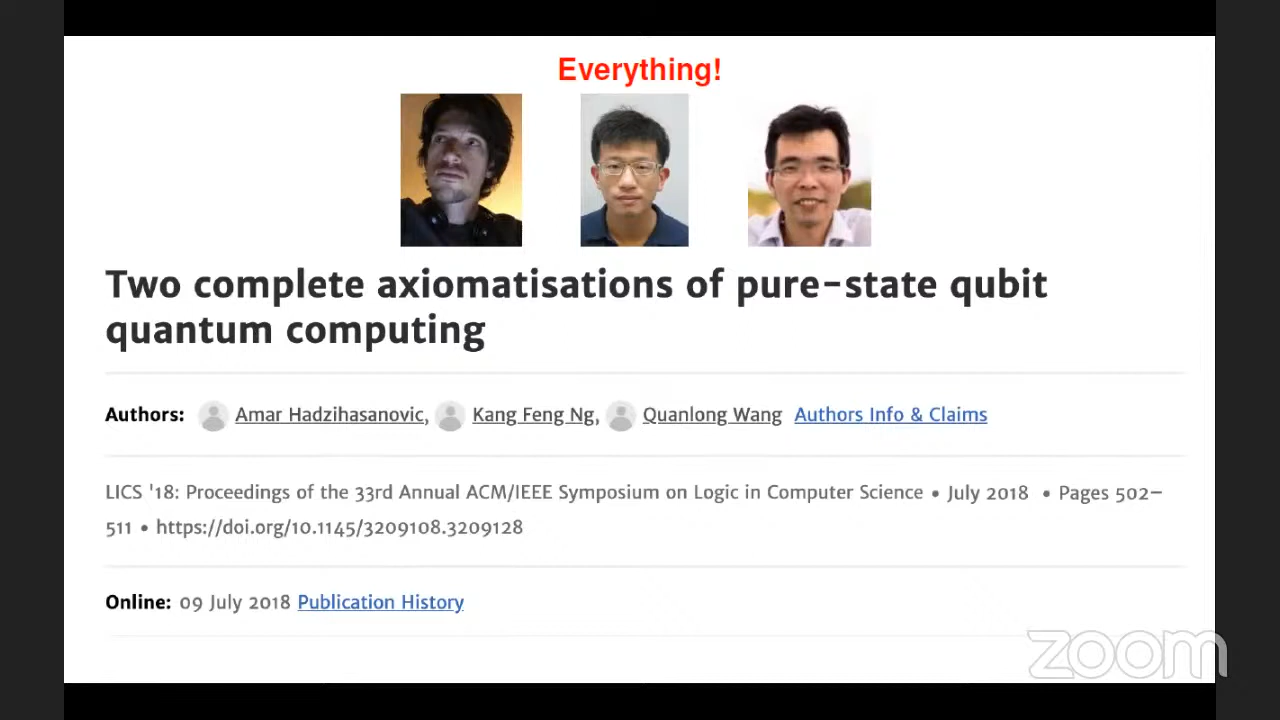 Everything!
Two complete axiomatisations of pure-state qubit
quantum computing
Authors: Amar Hadzihasanovic, Kang Feng Ng, Quanlong Wang Authors Info & Claims
LICS '18: Proceedings of the 33rd Annual ACM/IEEE Symposium on Logic in Computer Science • July 2018 • Pages 502–
511 • https://doi.org/10.1145/3209108.3209128
Online: 09 July 2018 Publication History
zoom